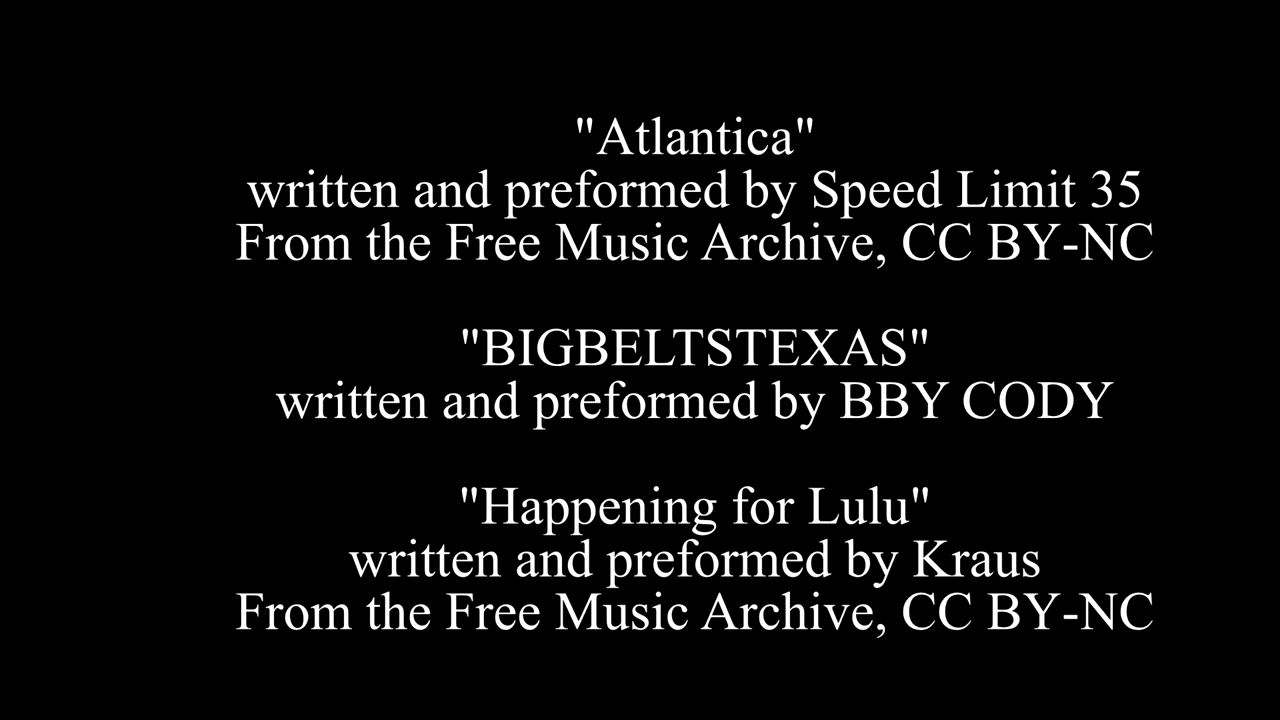 "Atlantica"
written and preformed by Speed Limit 35
From the Free Music Archive, CC BY-NC
"BIGBELTSTEXAS"
written and preformed by BBY CODY
"Happening for Lulu"
written and preformed by Kraus
From the Free Music Archive, CC BY-NC